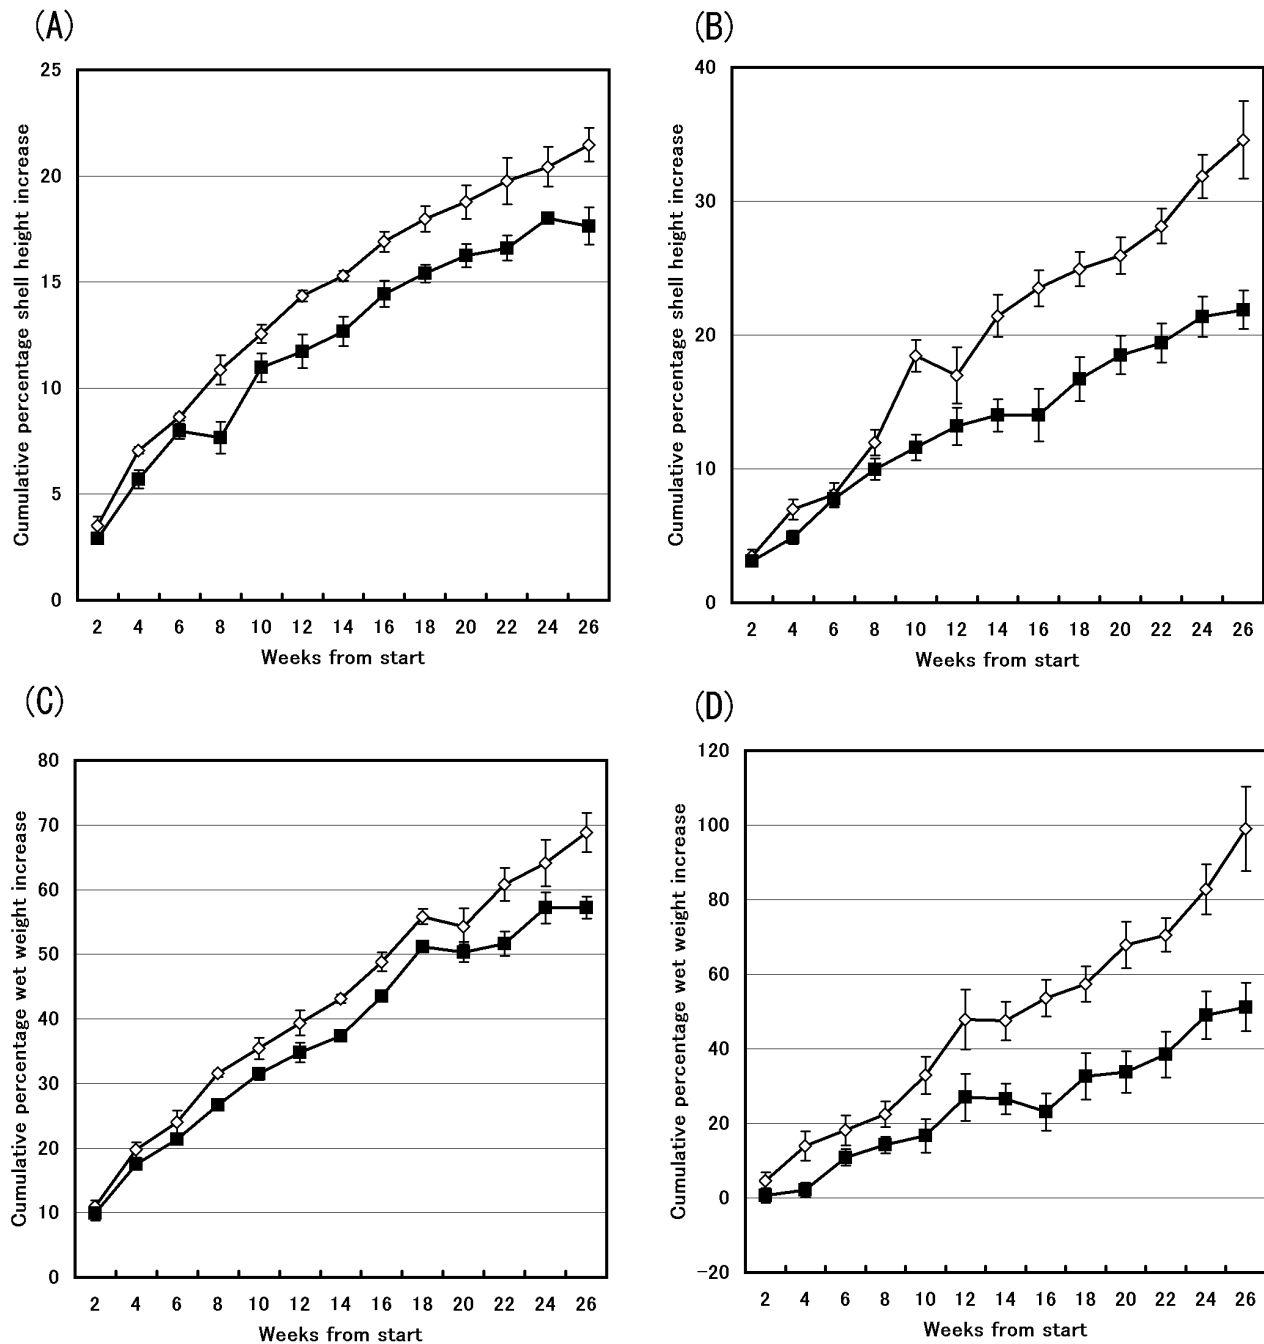 (A)
Cumulative percentage shell height increase
25
20
15
10
5
0
2 4 6 8 10 12 14 16 18 20 22 24 26
Weeks from start
(B)
Cumulative percentage shell height increase
40
30
20
10
0
2 4 6 8 10 12 14 16 18 20 22 24 26
Weeks from start
(C)
Cumulative percentage wet weight increase
80
70
60
50
40
30
20
10
0
2 4 6 8 10 12 14 16 18 20 22 24 26
Weeks from start
(D)
Cumulative percentage wet weight increase
120
100
80
60
40
20
0
−20
2 4 6 8 10 12 14 16 18 20 22 24 26
Weeks from start